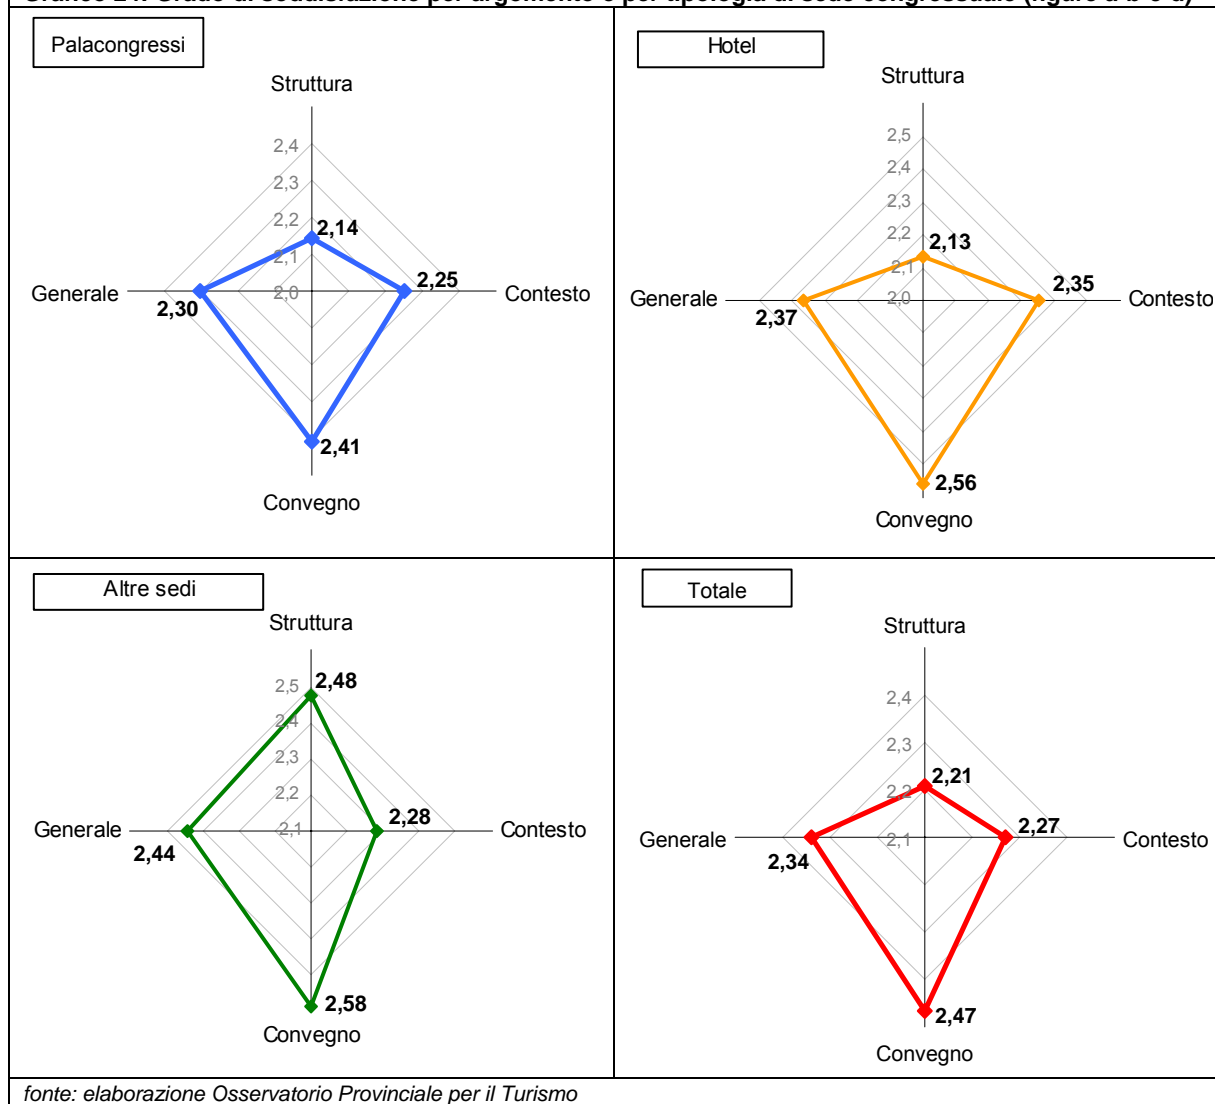 Palacongressi
Struttura
2,4
2,3
2,2
2,14
2,1
2,25
2,0
Generale
Contesto
2,30
2,41
Convegno
Hotel
Struttura
2,5
2,4
2,3
2,2
2,13
2,1
2,35
2,0
Generale
Contesto
2,37
2,56
Convegno
Altre sedi
Struttura
2,5
2,48
2,4
2,3
2,2
2,28
2,1
Generale
Contesto
2,44
2,58
Convegno
Totale
Struttura
2,4
2,3
2,21
2,2
2,27
2,1
Generale
Contesto
2,34
2,47
Convegno
fonte: elaborazione Osservatorio Provinciale per il Turismo